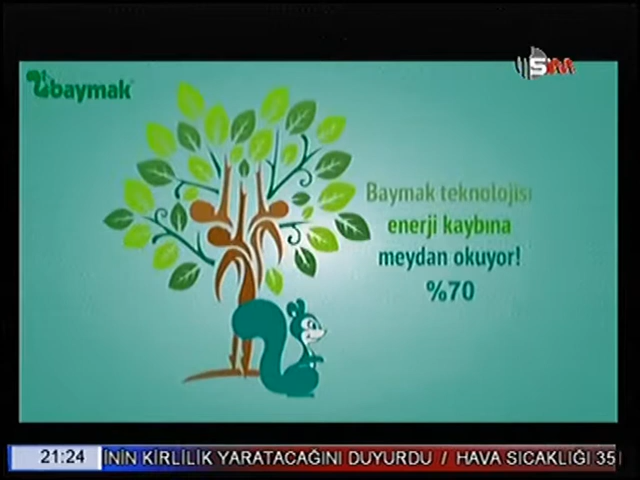 baymak
Baymak teknolojisi
enerji kaybına
meydan okuyor!
%70
21:24
İNİN KİRLİLİK YARATACAĞINI DUYURDU / HAVA SICAKLIĞI 35